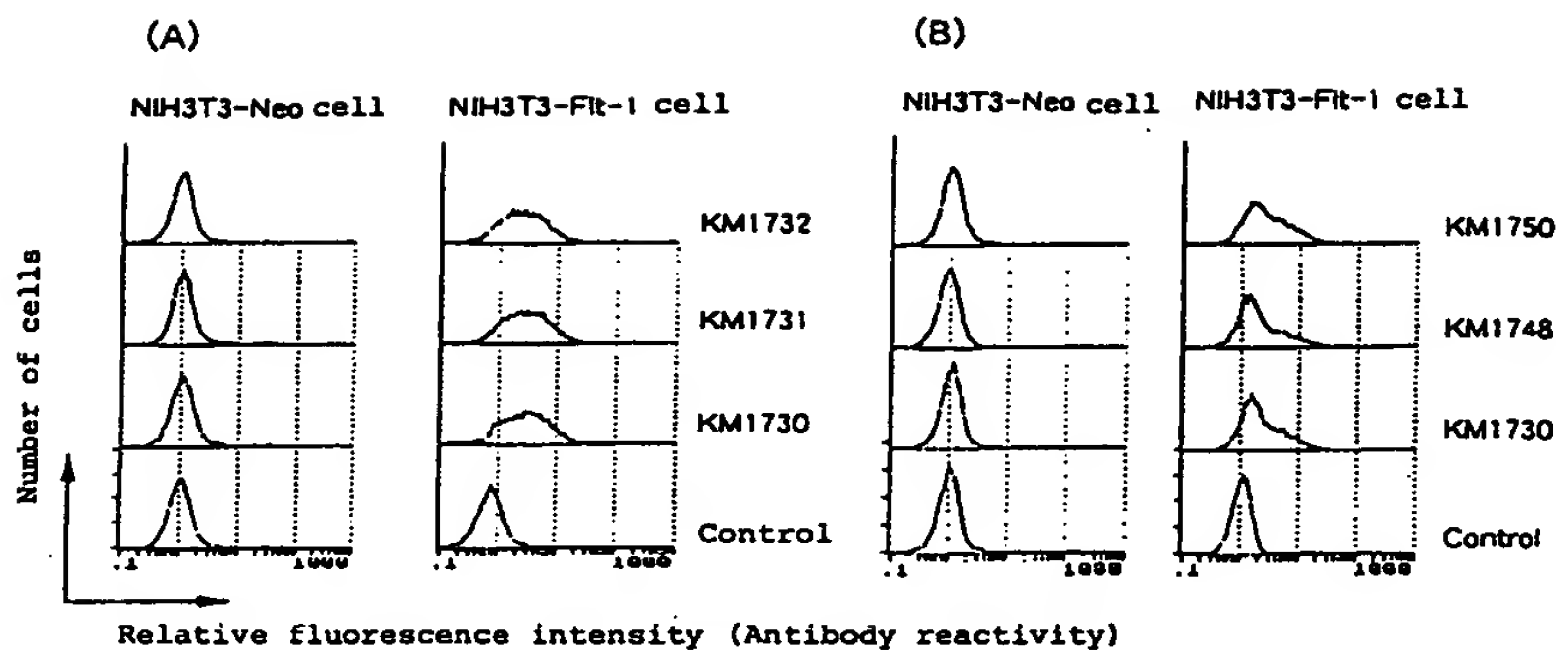 (A)
(B)
NIH3T3-Neo cell
NIH3T3-Flt-1 cell
NIH3T3-Neo cell
NIH3T3-Flt-1 cell
KM1732
KM1731
KM1730
Control
KM1750
KM1748
KM1730
Control
Number of cells
.1
1000
.1
1000
.1
1000
.1
1000
Relative fluorescence intensity (Antibody reactivity)